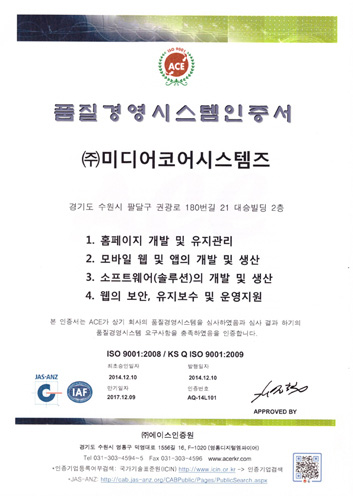 ISO 9001
ACE
품질경영시스템인증서
㈜미디어코어시스템즈
경기도 수원시 팔달구 권광로 180번길 21 대승빌딩 2층
1. 홈페이지 개발 및 유지관리
2. 모바일 웹 및 앱의 개발 및 생산
3. 소프트웨어(솔루션)의 개발 및 생산
4. 웹의 보안, 유지보수 및 운영지원
본 인증서는 ACE가 상기 회사의 품질경영시스템을 심사하였음과 심사 결과 하기의
품질경영시스템 요구사항을 충족하였음을 인증합니다.
ISO 9001:2008 / KS Q ISO 9001:2009
최초승인일자 발행일자
2014.12.10 2014.12.10
만기일자 인증번호
2017.12.09 AQ-14L101
JAS-ANZ
IAF
APPROVED BY
㈜에이스인증원
경기도 수원시 영통구 덕영대로 1556길 16, F-1020 (영통디지털엠파이어)
Tel 031-303-4594~5 Fax 031-303-4596 www.acerkr.com
*인증기업등록여부검색: 국가기술표준원(ICIN) http://www.icin.or.kr -> 인증기업검색
*JAS-ANZ http://cab.jas-anz.org/CABPublic/Pages/PublicSearch.aspx